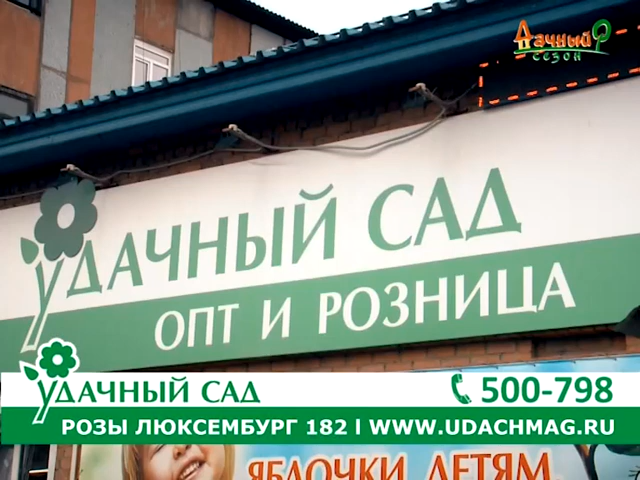 Дачный
сезон
УДАЧНЫЙ САД
ОПТ И РОЗНИЦА
УДАЧНЫЙ САД
500-798
РОЗЫ ЛЮКСЕМБУРГ 182 | WWW.UDACHMAG.RU
ЯБЛОЧКИ ДЕТЯМ